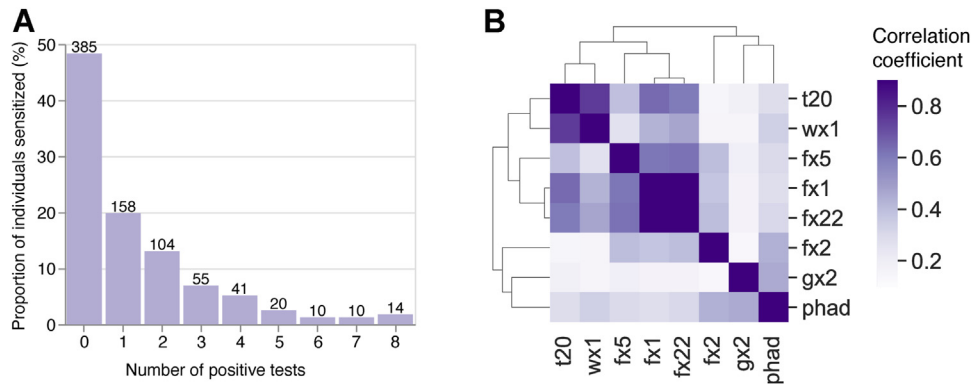 A
Proportion of individuals sensitized (%)
50
40
30
20
10
0
385
158
104
55
41
20
10
10
14
0 1 2 3 4 5 6 7 8
Number of positive tests
B
t20
wx1
fx5
fx1
fx22
fx2
gx2
phad
t20 wx1 fx5 fx1 fx22 fx2 gx2 phad
Correlation
coefficient
0.8
0.6
0.4
0.2